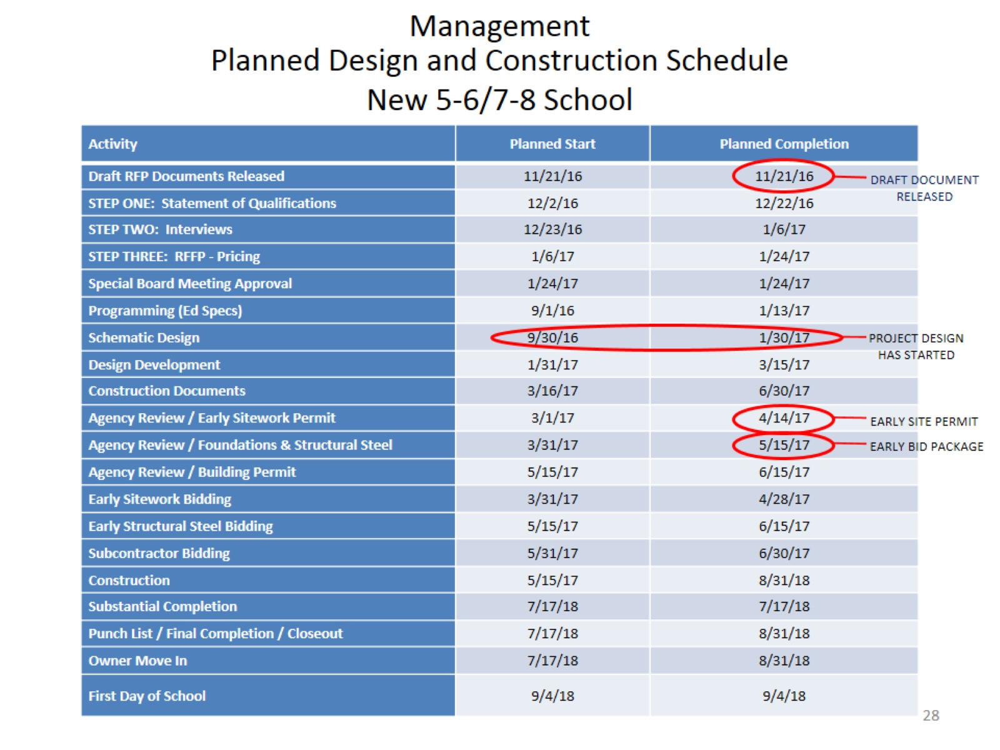 Management
Planned Design and Construction Schedule
New 5-6/7-8 School
Activity Planned Start Planned Completion
Draft RFP Documents Released 11/21/16 11/21/16 DRAFT DOCUMENT
RELEASED
STEP ONE:  Statement of Qualifications 12/2/16 12/22/16
STEP TWO:  Interviews 12/23/16 1/6/17
STEP THREE:  RFFP - Pricing 1/6/17 1/24/17
Special Board Meeting Approval 1/24/17 1/24/17
Programming (Ed Specs) 9/1/16 1/13/17
Schematic Design 9/30/16 1/30/17 PROJECT DESIGN
HAS STARTED
Design Development 1/31/17 3/15/17
Construction Documents 3/16/17 6/30/17
Agency Review / Early Sitework Permit 3/1/17 4/14/17 EARLY SITE PERMIT
Agency Review / Foundations & Structural Steel 3/31/17 5/15/17 EARLY BID PACKAGE
Agency Review / Building Permit 5/15/17 6/15/17
Early Sitework Bidding 3/31/17 4/28/17
Early Structural Steel Bidding 5/15/17 6/15/17
Subcontractor Bidding 5/31/17 6/30/17
Construction 5/15/17 8/31/18
Substantial Completion 7/17/18 7/17/18
Punch List / Final Completion / Closeout 7/17/18 8/31/18
Owner Move In 7/17/18 8/31/18
First Day of School 9/4/18 9/4/18
28